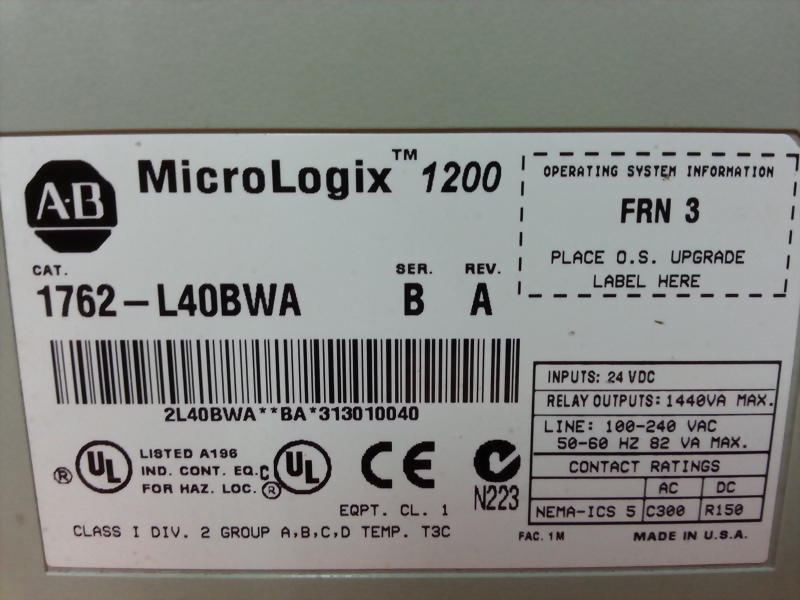 A·B
MicroLogix™ 1200
OPERATING SYSTEM INFORMATION
FRN 3
PLACE O.S. UPGRADE
LABEL HERE
CAT.
SER.
REV.
1762-L40BWA
B
A
2L40BWA**BA*313010040
INPUTS: 24 VDC
RELAY OUTPUTS: 1440VA MAX.
LINE: 100-240 VAC
50-60 HZ 82 VA MAX.
CONTACT RATINGS
AC
DC
NEMA-ICS 5
C300
R150
® UL
LISTED A196
IND. CONT. EQ.
FOR HAZ. LOC.
C UL ®
CE
N223
EQPT. CL. 1
CLASS I DIV. 2 GROUP A,B,C,D TEMP. T3C
FAC. 1M
MADE IN U.S.A.